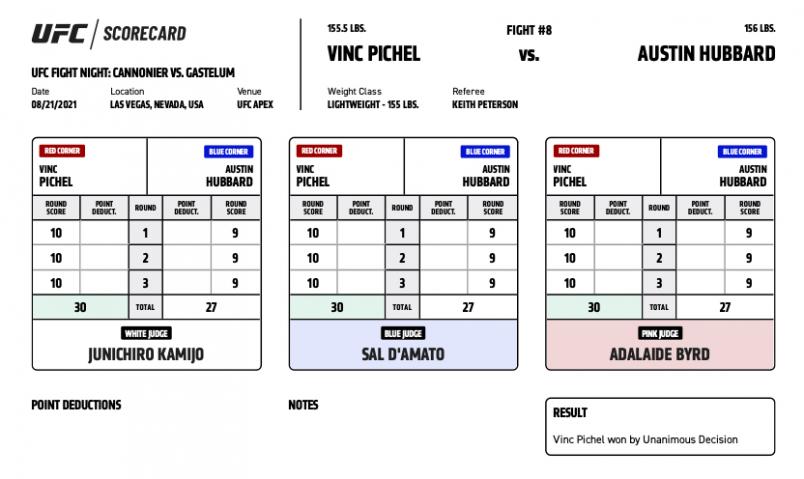 UFC / SCORECARD
UFC FIGHT NIGHT: CANNONIER VS. GASTELUM
Date Location Venue
08/21/2021 LAS VEGAS, NEVADA, USA UFC APEX
155.5 LBS. FIGHT #8 156 LBS.
VINC PICHEL VS. AUSTIN HUBBARD
Weight Class Referee
LIGHTWEIGHT - 155 LBS. KEITH PETERSON
RED CORNER BLUE CORNER
VINC AUSTIN
PICHEL HUBBARD
ROUND POINT ROUND POINT ROUND
SCORE DEDUCT. DEDUCT. SCORE
10 1 9
10 2 9
10 3 9
30 TOTAL 27
WHITE JUDGE
JUNICHIRO KAMIJO
RED CORNER BLUE CORNER
VINC AUSTIN
PICHEL HUBBARD
ROUND POINT ROUND POINT ROUND
SCORE DEDUCT. DEDUCT. SCORE
10 1 9
10 2 9
10 3 9
30 TOTAL 27
BLUE JUDGE
SAL D'AMATO
RED CORNER BLUE CORNER
VINC AUSTIN
PICHEL HUBBARD
ROUND POINT ROUND POINT ROUND
SCORE DEDUCT. DEDUCT. SCORE
10 1 9
10 2 9
10 3 9
30 TOTAL 27
PINK JUDGE
ADALAIDE BYRD
POINT DEDUCTIONS
NOTES
RESULT
Vinc Pichel won by Unanimous Decision